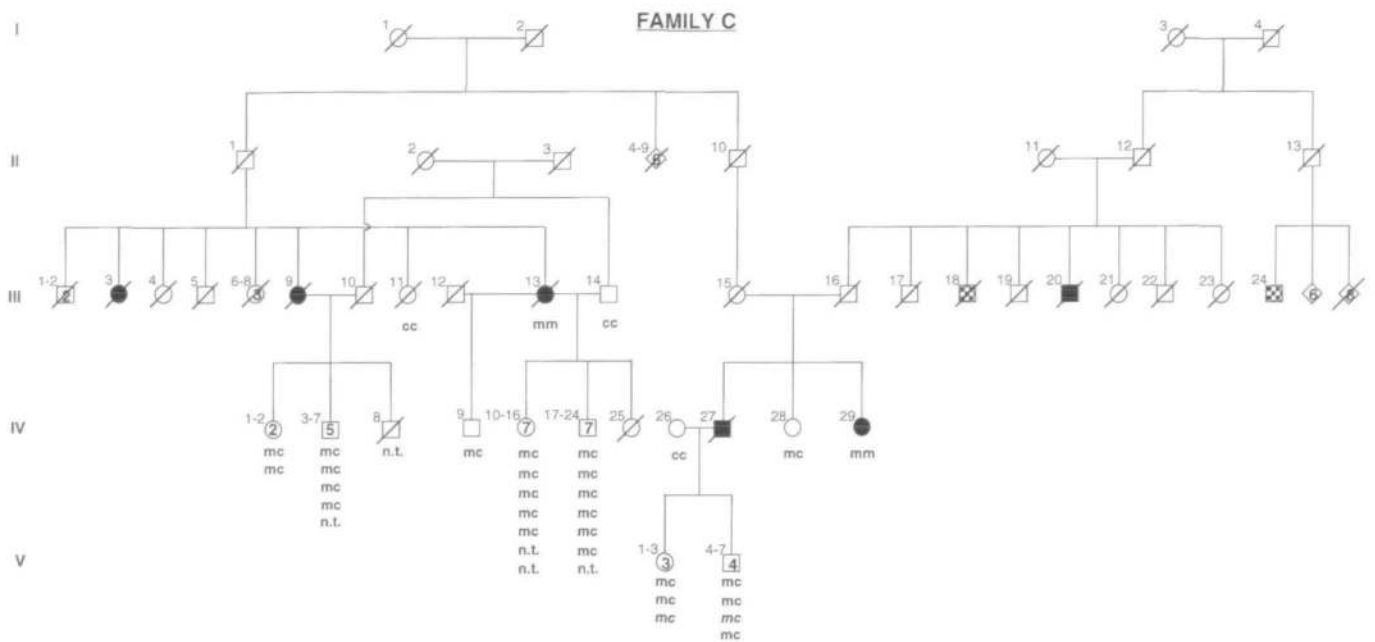 FAMILY C
I
1 2 3 4
II
1 2 3 4-9 6 10 11 12 13
III
1-2 2 3 4 5 6-8 3 9 10 11 12 13 14 15 16 17 18 19 20 21 22 23 24 6 8
cc mm cc
IV
1-2 2 3-7 5 8 9 10-16 7 17-24 7 25 26 27 28 29
mc mc n.t. mc mc mc cc mc mm
mc mc mc mc
mc mc mc
mc mc mc
n.t. mc mc
n.t. mc
n.t. n.t.
V
1-3 3 4-7 4
mc mc
mc mc
mc mc
mc